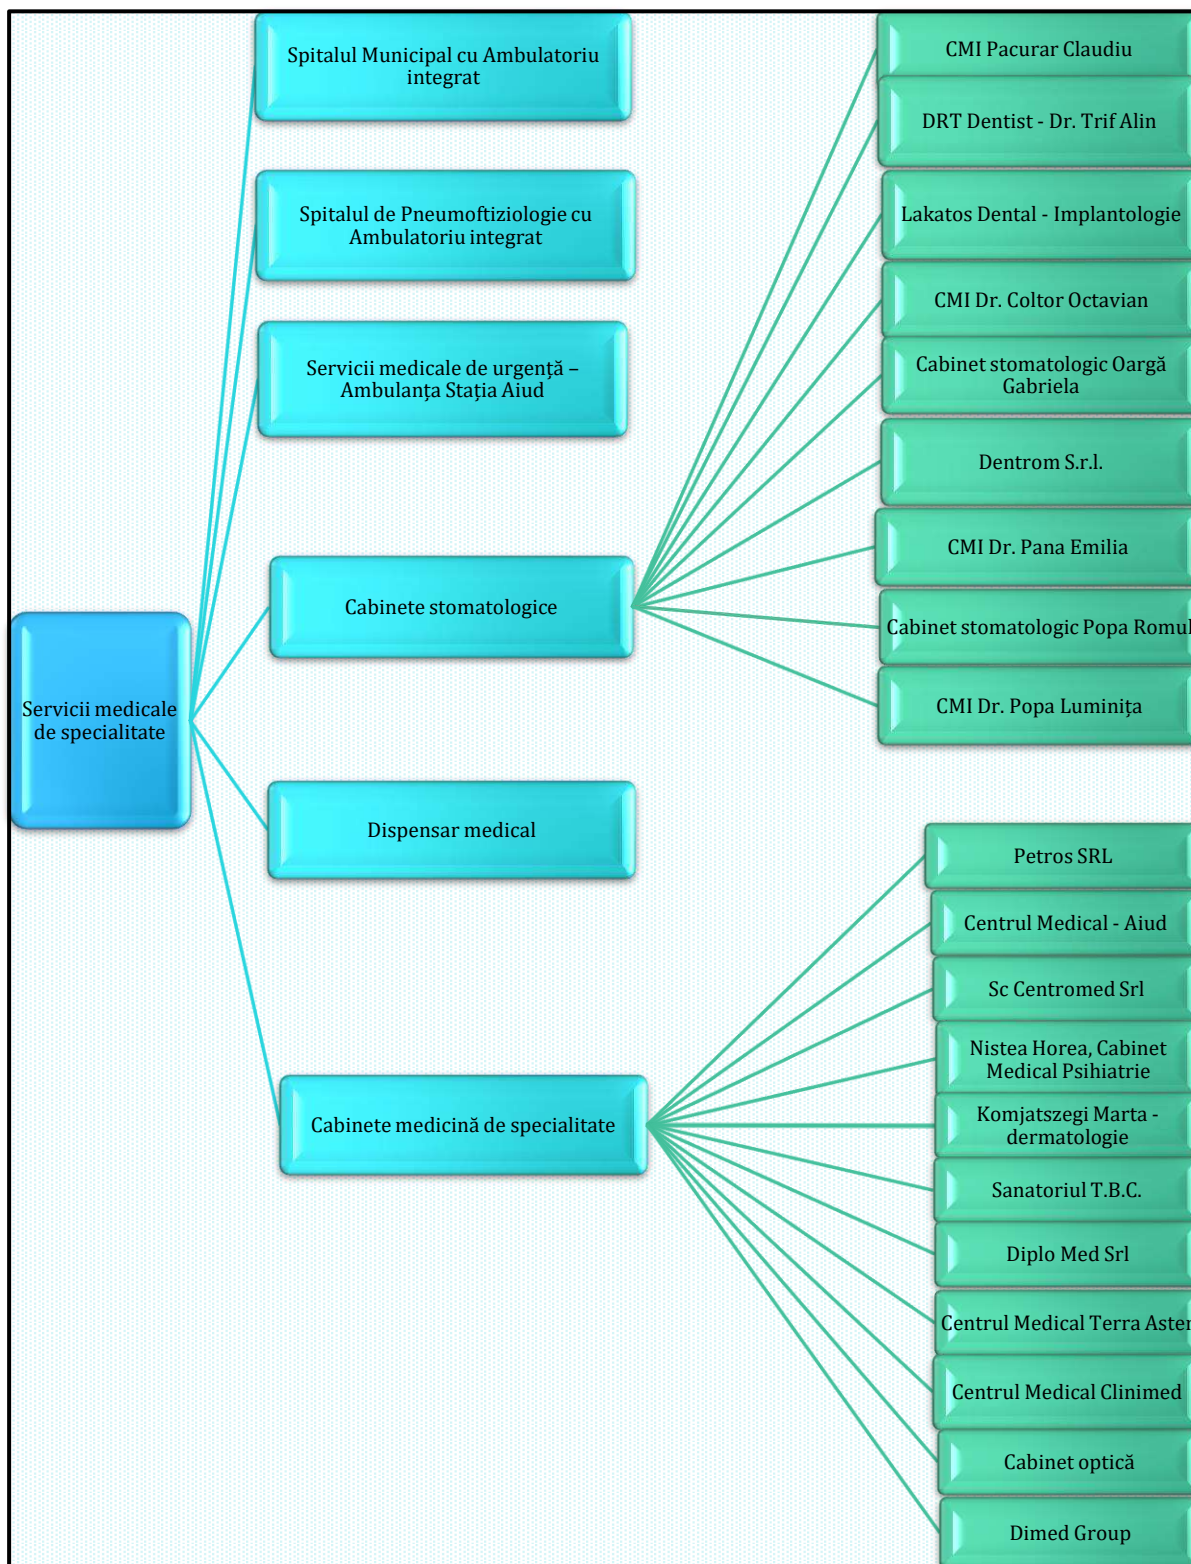 Servicii medicale
de specialitate
Spitalul Municipal cu Ambulatoriu
integrat
Spitalul de Pneumoftiziologie cu
Ambulatoriu integrat
Servicii medicale de urgență –
Ambulanța Stația Aiud
Cabinete stomatologice
CMI Pacurar Claudiu
DRT Dentist - Dr. Trif Alin
Lakatos Dental - Implantologie
CMI Dr. Coltor Octavian
Cabinet stomatologic Oargă
Gabriela
Dentrom S.r.l.
CMI Dr. Pana Emilia
Cabinet stomatologic Popa Romul
CMI Dr. Popa Luminița
Dispensar medical
Cabinete medicină de specialitate
Petros SRL
Centrul Medical - Aiud
Sc Centromed Srl
Nistea Horea, Cabinet
Medical Psihiatrie
Komjatszegi Marta -
dermatologie
Sanatoriul T.B.C.
Diplo Med Srl
Centrul Medical Terra Aster
Centrul Medical Clinimed
Cabinet optică
Dimed Group